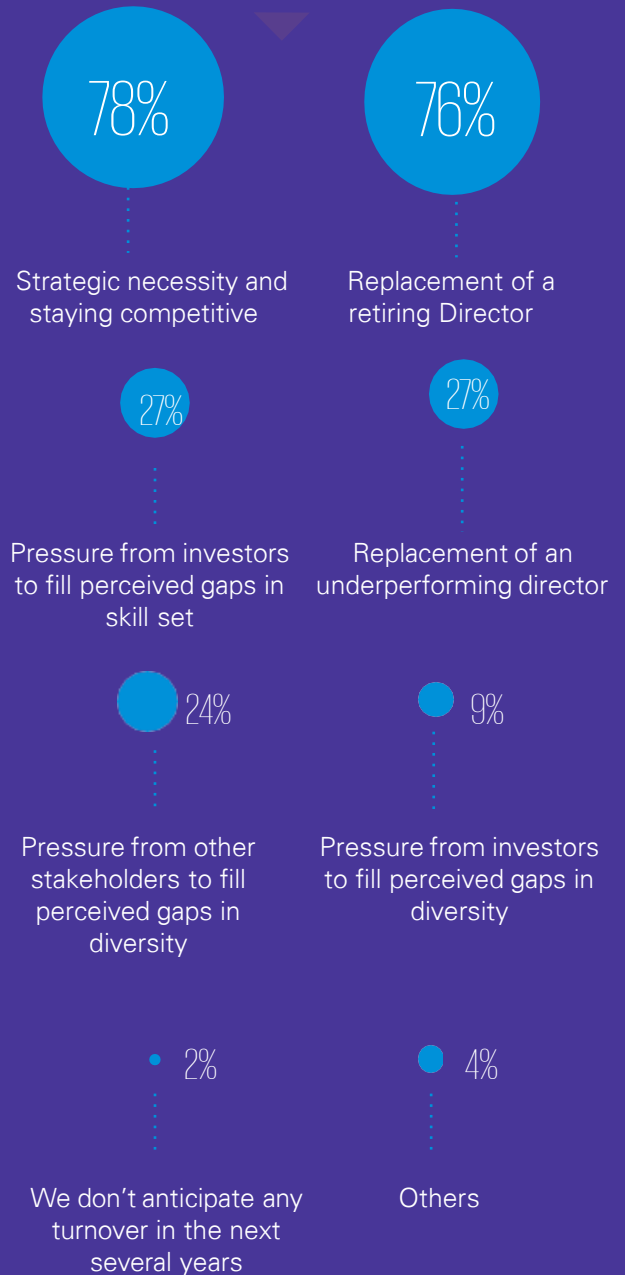 78%
76%
Strategic necessity and
staying competitive
Replacement of a
retiring Director
27%
27%
Pressure from investors
to fill perceived gaps in
skill set
Replacement of an
underperforming director
24%
9%
Pressure from other
stakeholders to fill
perceived gaps in
diversity
Pressure from investors
to fill perceived gaps in
diversity
2%
4%
We don’t anticipate any
turnover in the next
several years
Others